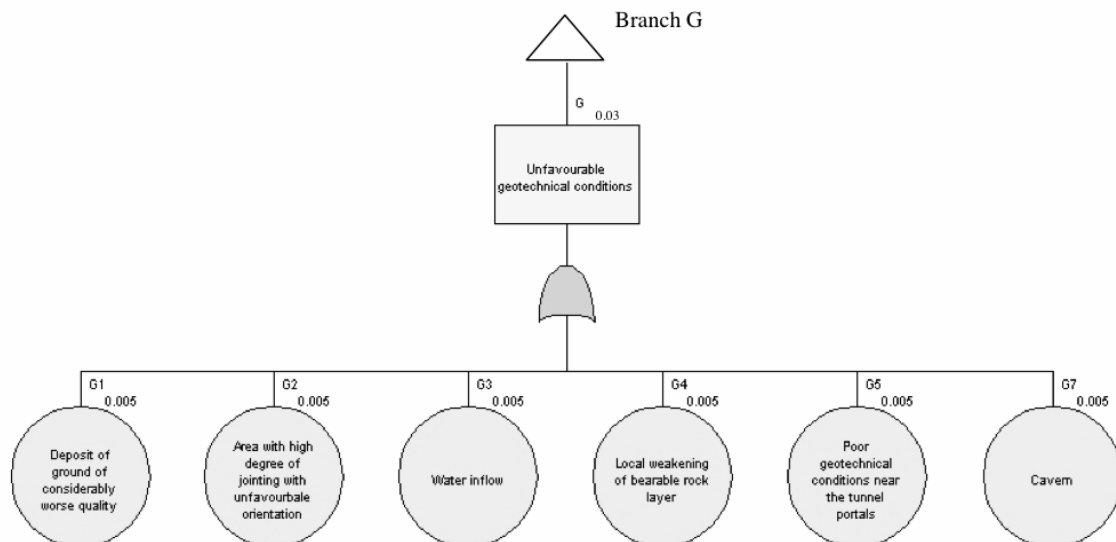 Branch G
G
0.03
Unfavourable
geotechnical conditions
G1
0.005
Deposit of
ground of
considerably
worse quality
G2
0.005
Area with high
degree of
jointing with
unfavourbale
orientation
G3
0.005
Water inflow
G4
0.005
Local weakening
of bearable rock
layer
G5
0.005
Poor
geotechnical
conditions near
the tunnel
portals
G7
0.005
Cavern